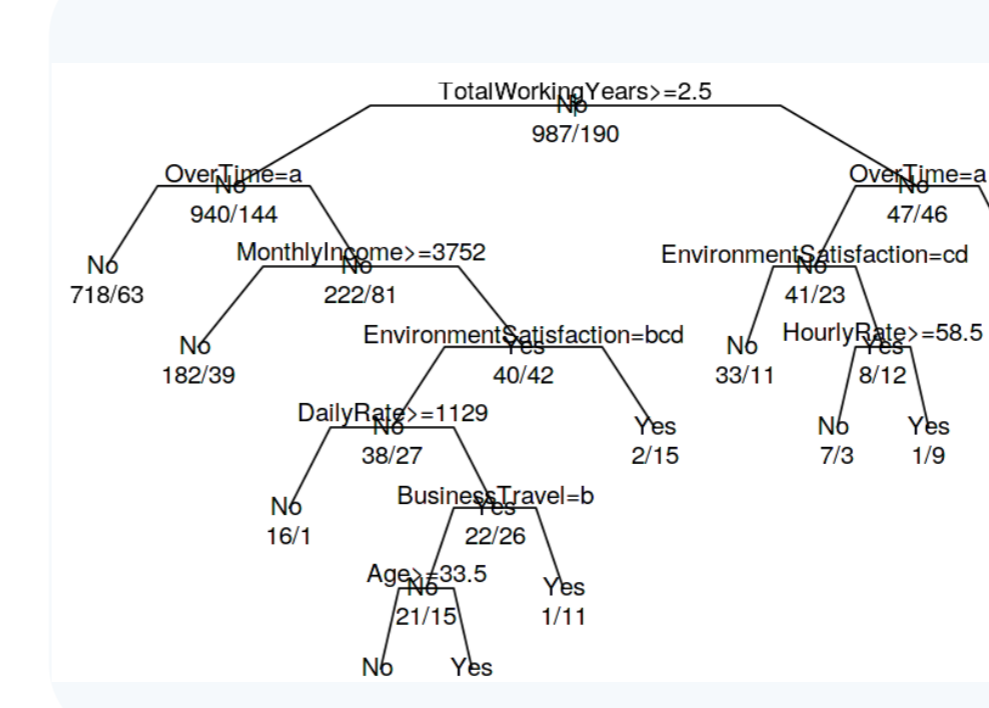 TotalWorkingYears>=2.5
No
987/190
OverTime=a
No
940/144
OverTime=a
No
47/46
No
718/63
MonthlyIncome>=3752
No
222/81
EnvironmentSatisfaction=cd
No
41/23
No
182/39
EnvironmentSatisfaction=bcd
Yes
40/42
No
33/11
HourlyRate>=58.5
Yes
8/12
DailyRate>=1129
No
38/27
Yes
2/15
No
7/3
Yes
1/9
No
16/1
BusinessTravel=b
Yes
22/26
Age>=33.5
No
21/15
Yes
1/11
No
Yes